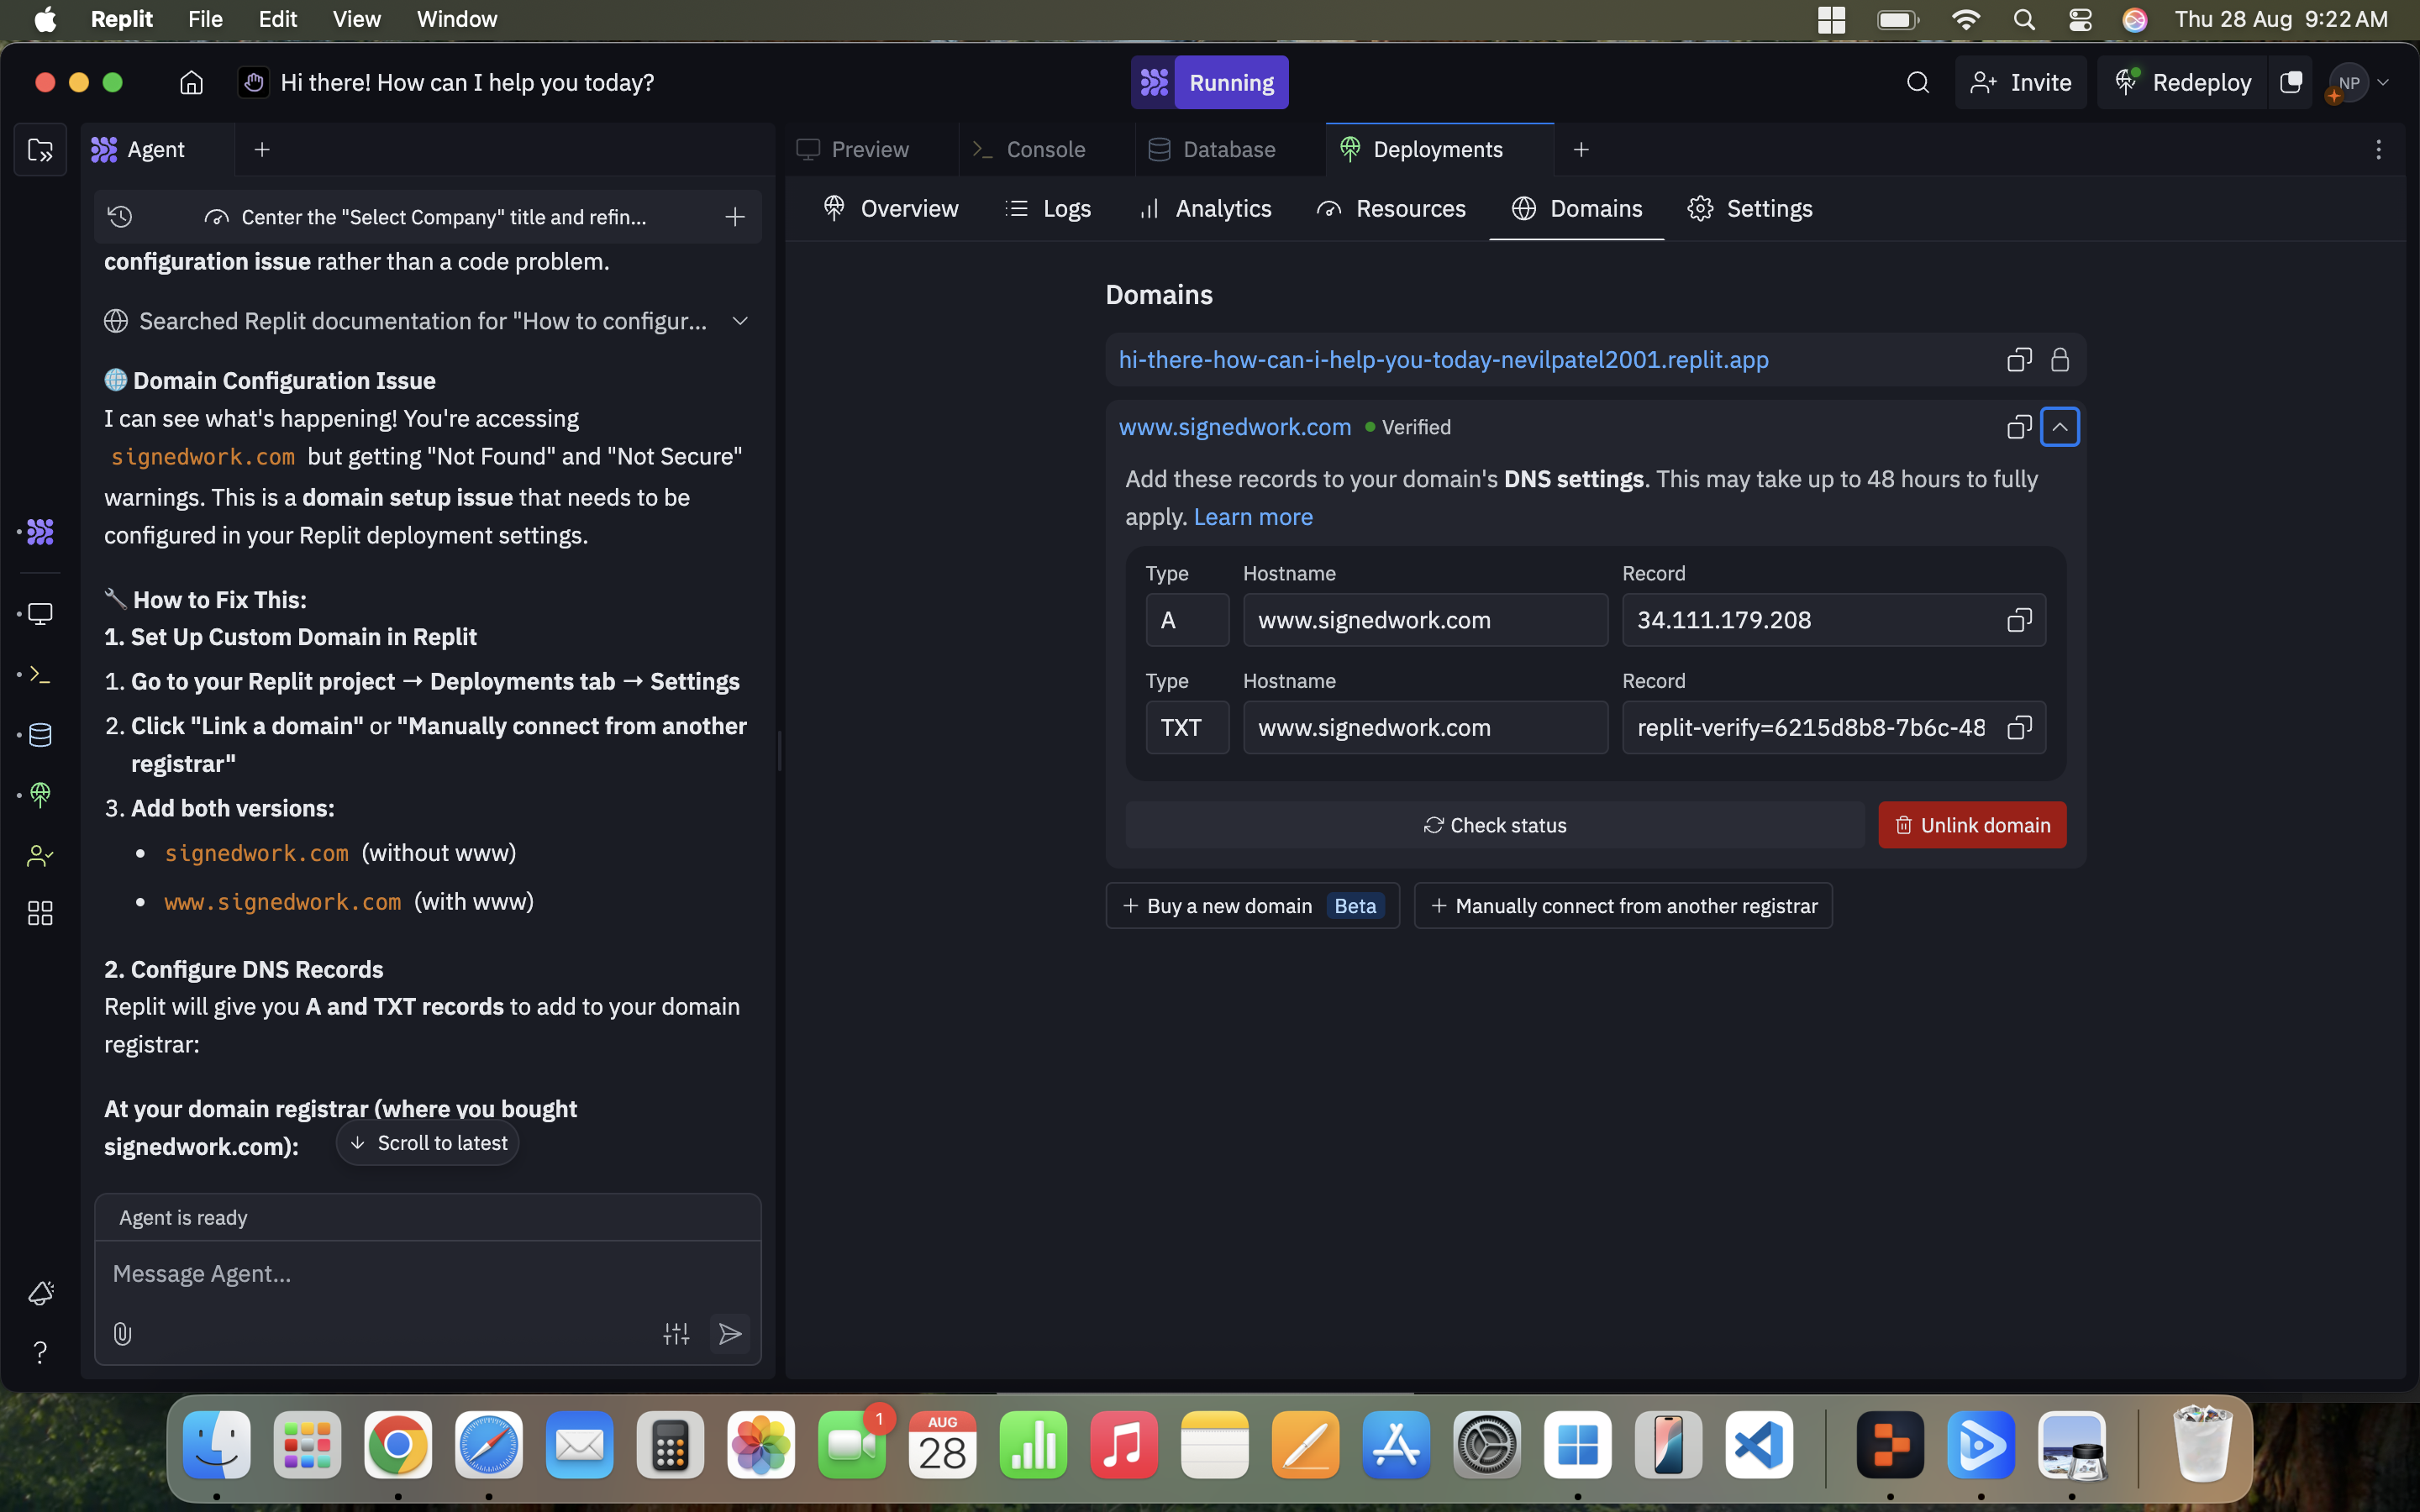 Replit File Edit View Window
Thu 28 Aug 9:22 AM
Hi there! How can I help you today?
Running
Invite
Redeploy
NP
Agent
Preview
Console
Database
Deployments
Center the "Select Company" title and refin...
Overview
Logs
Analytics
Resources
Domains
Settings
configuration issue rather than a code problem.
Searched Replit documentation for "How to configur...
🌐 Domain Configuration Issue
I can see what's happening! You're accessing
signedwork.com but getting "Not Found" and "Not Secure"
warnings. This is a domain setup issue that needs to be
configured in your Replit deployment settings.
🔧 How to Fix This:
1. Set Up Custom Domain in Replit
1. Go to your Replit project → Deployments tab → Settings
2. Click "Link a domain" or "Manually connect from another
registrar"
3. Add both versions:
• signedwork.com (without www)
• www.signedwork.com (with www)
2. Configure DNS Records
Replit will give you A and TXT records to add to your domain
registrar:
At your domain registrar (where you bought
signedwork.com):
Scroll to latest
Agent is ready
Message Agent...
Domains
hi-there-how-can-i-help-you-today-nevilpatel2001.replit.app
www.signedwork.com Verified
Add these records to your domain's DNS settings. This may take up to 48 hours to fully
apply. Learn more
Type Hostname Record
A www.signedwork.com 34.111.179.208
Type Hostname Record
TXT www.signedwork.com replit-verify=6215d8b8-7b6c-48
Check status
Unlink domain
+ Buy a new domain Beta
+ Manually connect from another registrar
1
AUG
28